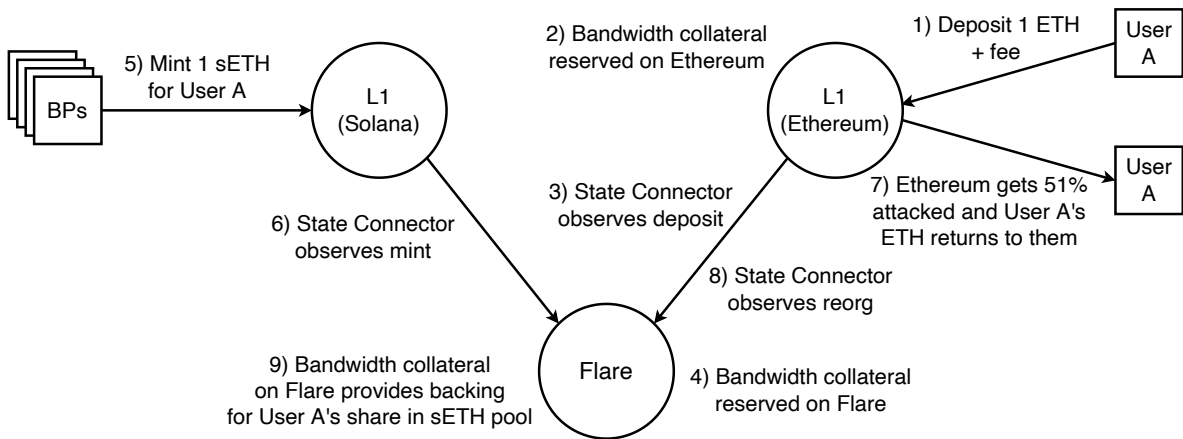 1) Deposit 1 ETH
+ fee
User
A
2) Bandwidth collateral
reserved on Ethereum
5) Mint 1 sETH
for User A
BPs
L1
(Solana)
L1
(Ethereum)
User
A
7) Ethereum gets 51%
attacked and User A's
ETH returns to them
3) State Connector
observes deposit
6) State Connector
observes mint
8) State Connector
observes reorg
9) Bandwidth collateral
on Flare provides backing
for User A's share in sETH pool
Flare
4) Bandwidth collateral
reserved on Flare